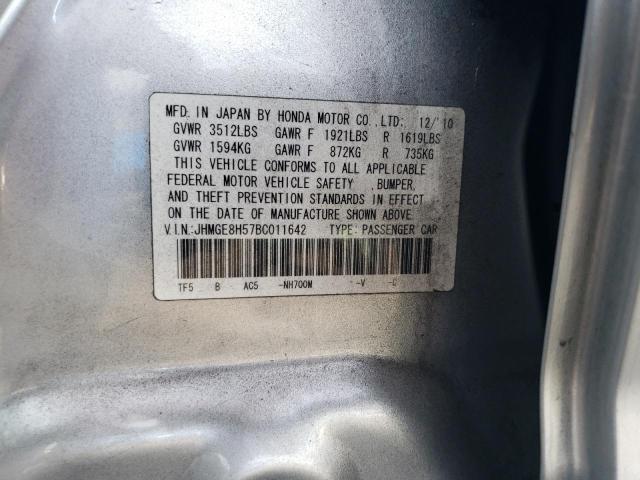 MFD. IN JAPAN BY HONDA MOTOR CO.,LTD: 12/'10
GVWR 3512LBS GAWR F 1921LBS R 1619LBS
GVWR 1594KG GAWR F 872KG R 735KG
THIS VEHICLE CONFORMS TO ALL APPLICABLE
FEDERAL MOTOR VEHICLE SAFETY ,BUMPER,
AND THEFT PREVENTION STANDARDS IN EFFECT
ON THE DATE OF MANUFACTURE SHOWN ABOVE.
V.I.N.:JHMGE8H57BC011642 TYPE: PASSENGER CAR
TF5 B AC5 -NH700M -V -C